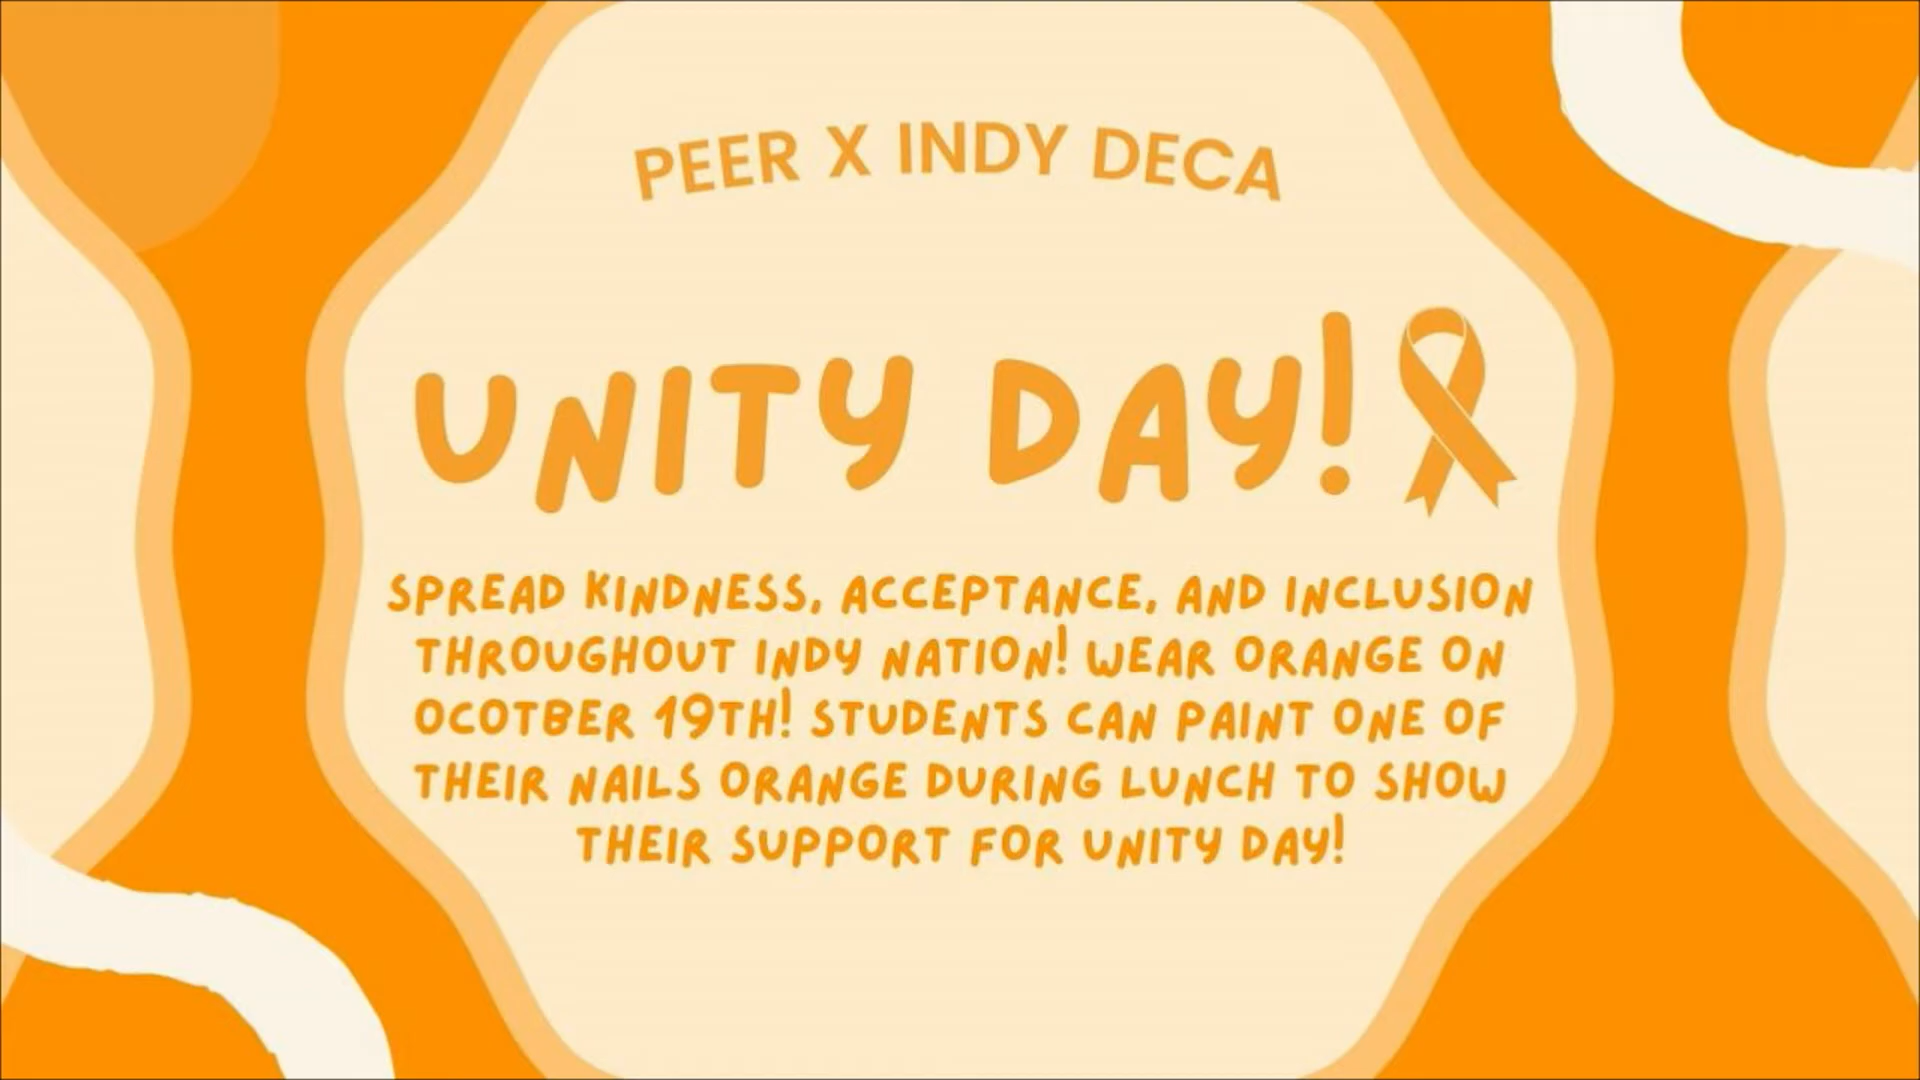 PEER X INDY DECA
UNITY DAY!
SPREAD KINDNESS, ACCEPTANCE, AND INCLUSION
THROUGHOUT INDY NATION! WEAR ORANGE ON
OCOTBER 19TH! STUDENTS CAN PAINT ONE OF
THEIR NAILS ORANGE DURING LUNCH TO SHOW
THEIR SUPPORT FOR UNITY DAY!